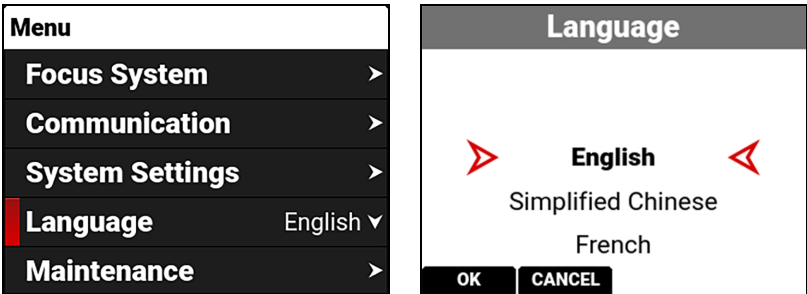 Menu
Focus System
Communication
System Settings
Language English
Maintenance
Language
English
Simplified Chinese
French
OK CANCEL